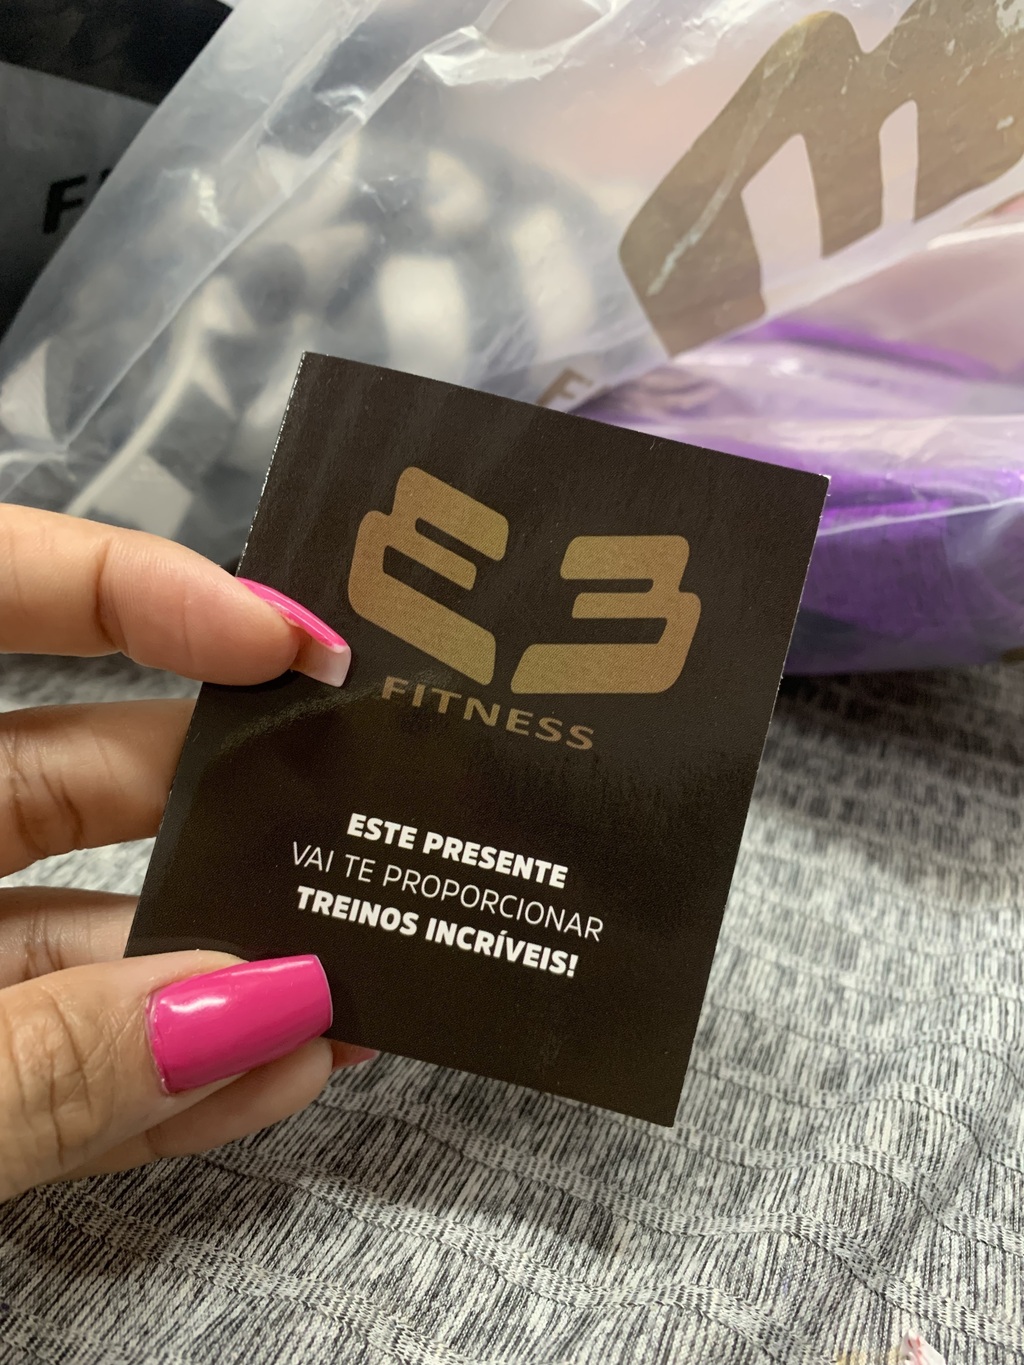 E3
FITNESS
ESTE PRESENTE
VAI TE PROPORCIONAR
TREINOS INCRÍVEIS!